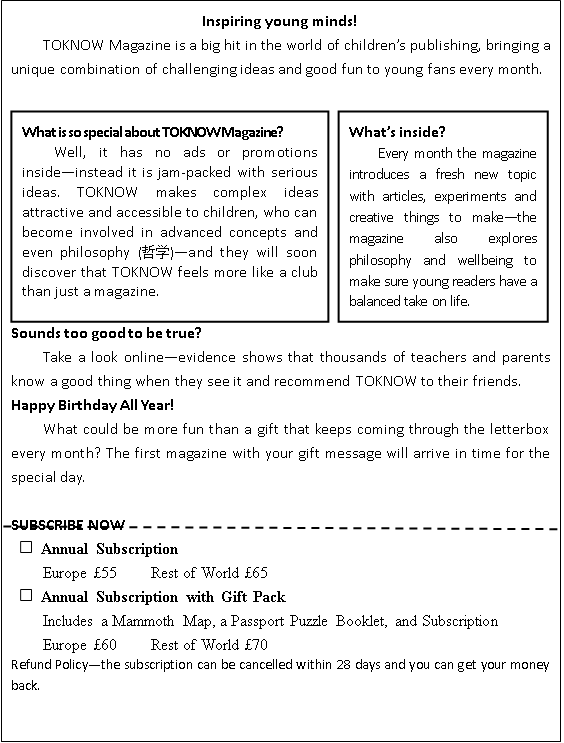 Inspiring young minds!
TOKNOW Magazine is a big hit in the world of children's publishing, bringing a
unique combination of challenging ideas and good fun to young fans every month.
What is so special about TOKNOW Magazine?
Well, it has no ads or promotions
inside—instead it is jam-packed with serious
ideas. TOKNOW makes complex ideas
attractive and accessible to children, who can
become involved in advanced concepts and
even philosophy (哲学)—and they will soon
discover that TOKNOW feels more like a club
than just a magazine.
What's inside?
Every month the magazine
introduces a fresh new topic
with articles, experiments and
creative things to make—the
magazine also explores
philosophy and wellbeing to
make sure young readers have a
balanced take on life.
Sounds too good to be true?
Take a look online—evidence shows that thousands of teachers and parents
know a good thing when they see it and recommend TOKNOW to their friends.
Happy Birthday All Year!
What could be more fun than a gift that keeps coming through the letterbox
every month? The first magazine with your gift message will arrive in time for the
special day.
SUBSCRIBE NOW
□ Annual Subscription
Europe £55 Rest of World £65
□ Annual Subscription with Gift Pack
Includes a Mammoth Map, a Passport Puzzle Booklet, and Subscription
Europe £60 Rest of World £70
Refund Policy—the subscription can be cancelled within 28 days and you can get your money
back.